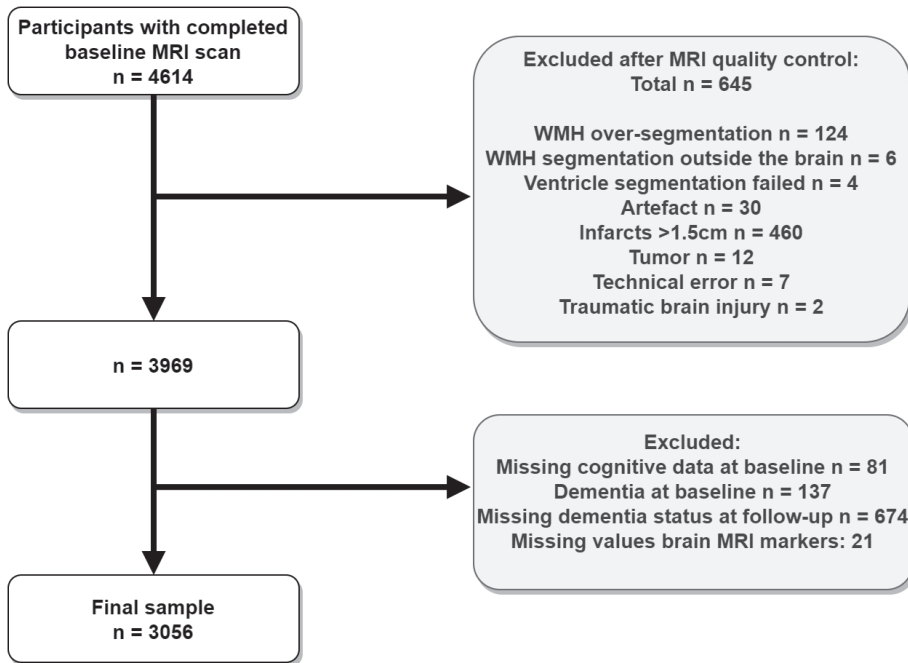 Participants with completed
baseline MRI scan
n = 4614
Excluded after MRI quality control:
Total n = 645
WMH over-segmentation n = 124
WMH segmentation outside the brain n = 6
Ventricle segmentation failed n = 4
Artefact n = 30
Infarcts >1.5cm n = 460
Tumor n = 12
Technical error n = 7
Traumatic brain injury n = 2
n = 3969
Excluded:
Missing cognitive data at baseline n = 81
Dementia at baseline n = 137
Missing dementia status at follow-up n = 674
Missing values brain MRI markers: 21
Final sample
n = 3056